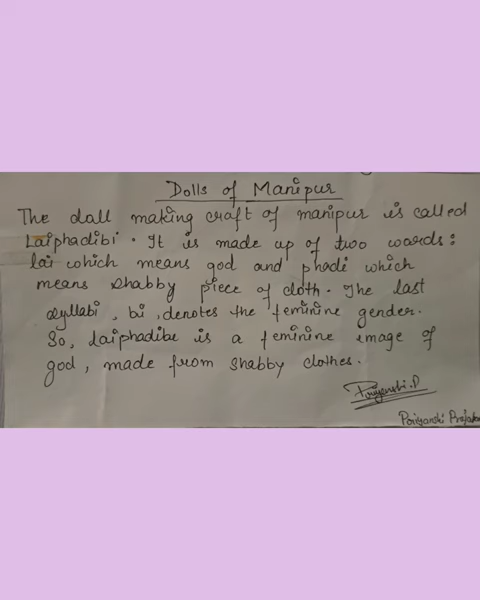 Dolls of Manipur
The doll making craft of manipur is called
Laiphadibi. It is made up of two words:
lai which means god and phadi which
means shabby piece of cloth. The last
syllabi, bi, denotes the feminine gender.
So, laiphadibi is a feminine image of
god, made from shabby clothes.
Priyanshi.P